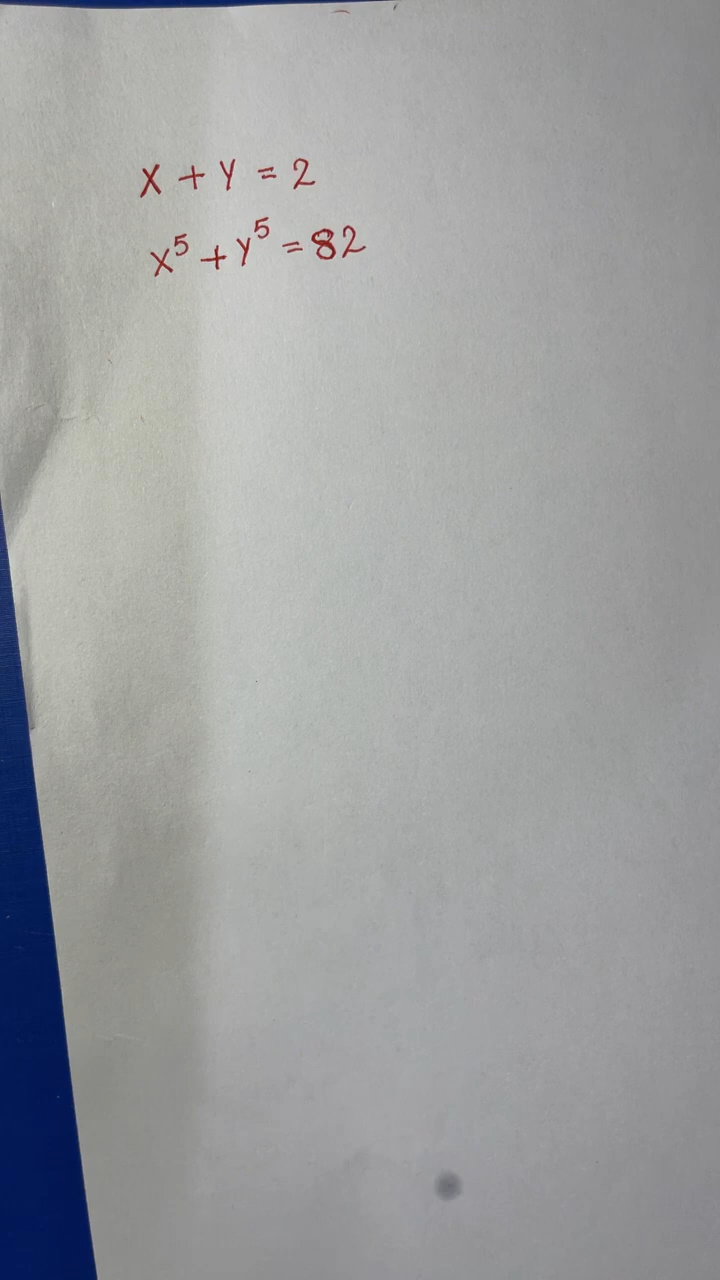 X + Y = 2
X⁵ + Y⁵ = 82